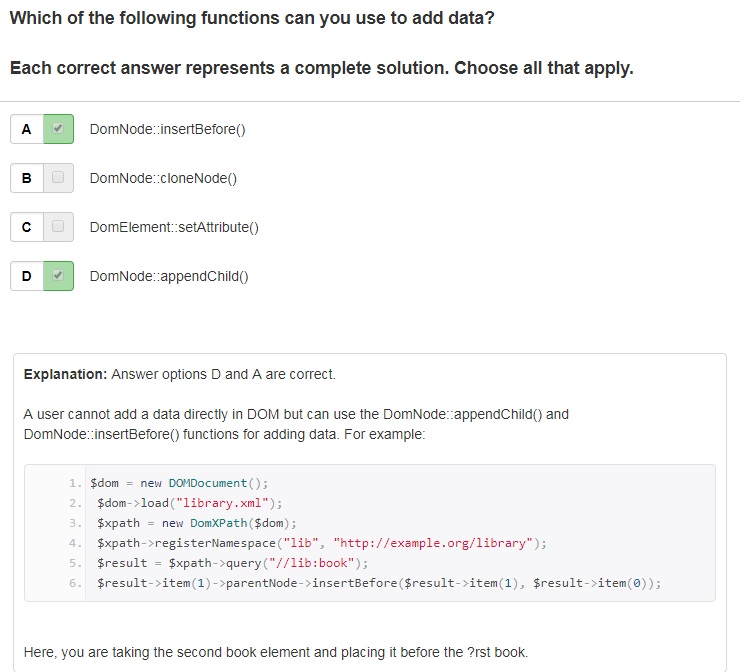 Which of the following functions can you use to add data?
Each correct answer represents a complete solution. Choose all that apply.
A DomNode::insertBefore()
B DomNode::cloneNode()
C DomElement::setAttribute()
D DomNode::appendChild()
Explanation: Answer options D and A are correct.
A user cannot add a data directly in DOM but can use the DomNode::appendChild() and
DomNode::insertBefore() functions for adding data. For example:
1. $dom = new DOMDocument();
2. $dom->load("library.xml");
3. $xpath = new DomXPath($dom);
4. $xpath->registerNamespace("lib", "http://example.org/library");
5. $result = $xpath->query("//lib:book");
6. $result->item(1)->parentNode->insertBefore($result->item(1), $result->item(0));
Here, you are taking the second book element and placing it before the ?rst book.